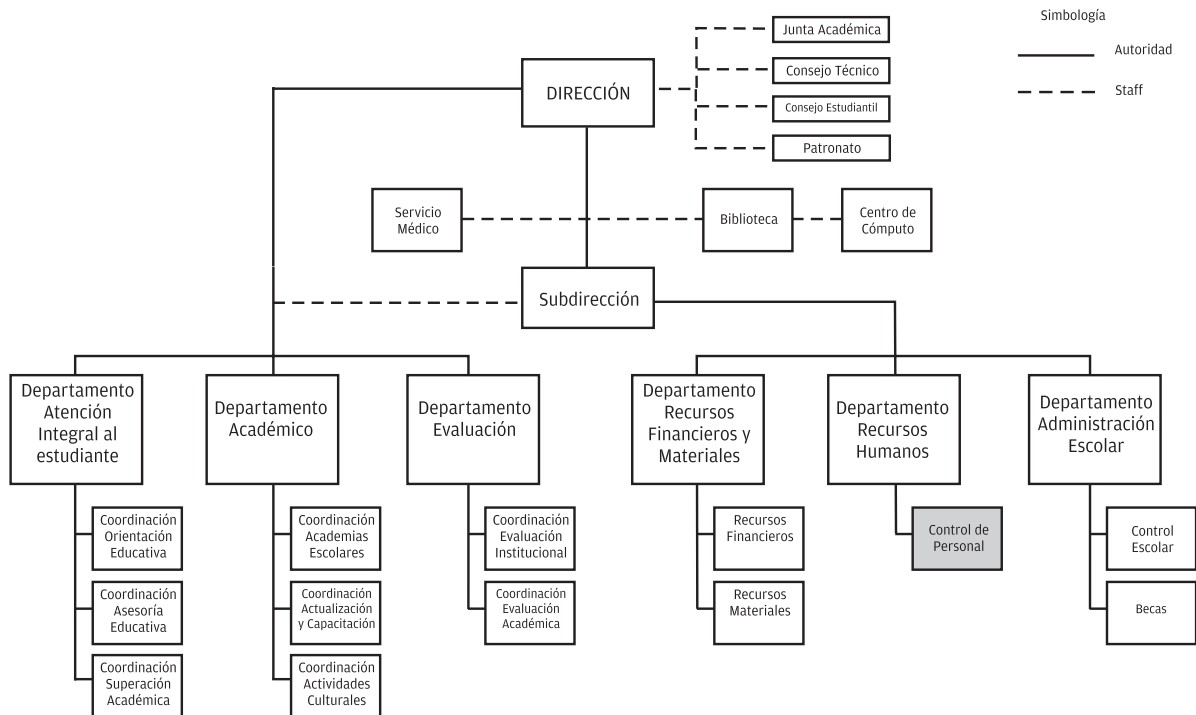 Simbología
Autoridad
Staff
Junta Académica
Consejo Técnico
Consejo Estudiantil
Patronato
DIRECCIÓN
Servicio
Médico
Biblioteca
Centro de
Cómputo
Subdirección
Departamento
Atención
Integral al
estudiante
Departamento
Académico
Departamento
Evaluación
Departamento
Recursos
Financieros y
Materiales
Departamento
Recursos
Humanos
Departamento
Administración
Escolar
Coordinación
Orientación
Educativa
Coordinación
Asesoría
Educativa
Coordinación
Superación
Académica
Coordinación
Academias
Escolares
Coordinación
Actualización
y Capacitación
Coordinación
Actividades
Culturales
Coordinación
Evaluación
Institucional
Coordinación
Evaluación
Académica
Recursos
Financieros
Recursos
Materiales
Control de
Personal
Control
Escolar
Becas